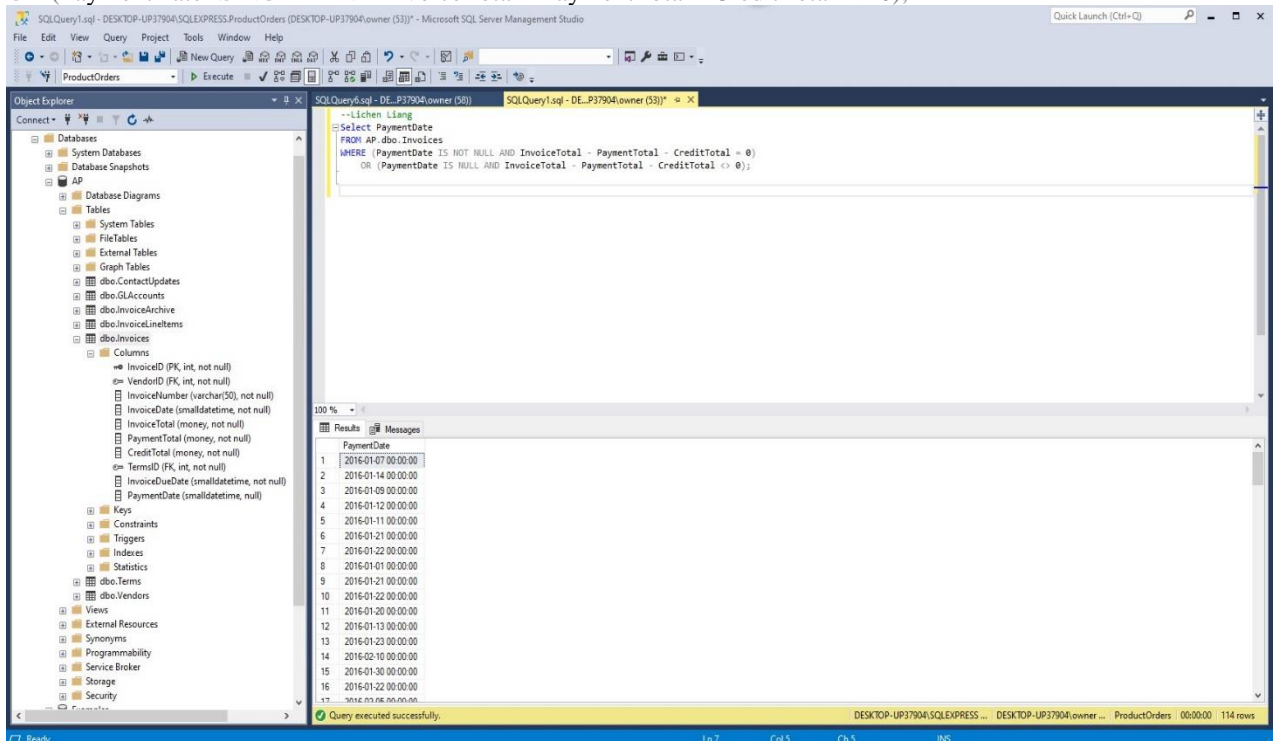 SQLQuery1.sql - DESKTOP-UP37904\SQLEXPRESS.ProductOrders (DESKTOP-UP37904\owner (53))* - Microsoft SQL Server Management Studio
Quick Launch (Ctrl+Q)
File Edit View Query Project Tools Window Help
New Query
ProductOrders
Execute
Object Explorer
SQLQuery6.sql - DE...P37904\owner (58))
SQLQuery1.sql - DE...P37904\owner (53))*
Connect
--Lichen Liang
Select PaymentDate
FROM AP.dbo.Invoices
WHERE (PaymentDate IS NOT NULL AND InvoiceTotal - PaymentTotal - CreditTotal = 0)
OR (PaymentDate IS NULL AND InvoiceTotal - PaymentTotal - CreditTotal <> 0);
Databases
System Databases
Database Snapshots
AP
Database Diagrams
Tables
System Tables
FileTables
External Tables
Graph Tables
dbo.ContactUpdates
dbo.GLAccounts
dbo.InvoiceArchive
dbo.InvoiceLineItems
dbo.Invoices
Columns
InvoiceID (PK, int, not null)
VendorID (FK, int, not null)
InvoiceNumber (varchar(50), not null)
InvoiceDate (smalldatetime, not null)
InvoiceTotal (money, not null)
PaymentTotal (money, not null)
CreditTotal (money, not null)
TermsID (FK, int, not null)
InvoiceDueDate (smalldatetime, not null)
PaymentDate (smalldatetime, null)
Keys
Constraints
Triggers
Indexes
Statistics
dbo.Terms
dbo.Vendors
Views
External Resources
Synonyms
Programmability
Service Broker
Storage
Security
100 %
Results Messages
PaymentDate
1 2016-01-07 00:00:00
2 2016-01-14 00:00:00
3 2016-01-09 00:00:00
4 2016-01-12 00:00:00
5 2016-01-11 00:00:00
6 2016-01-21 00:00:00
7 2016-01-22 00:00:00
8 2016-01-01 00:00:00
9 2016-01-21 00:00:00
10 2016-01-22 00:00:00
11 2016-01-20 00:00:00
12 2016-01-13 00:00:00
13 2016-01-23 00:00:00
14 2016-02-10 00:00:00
15 2016-01-30 00:00:00
16 2016-01-22 00:00:00
Query executed successfully.
DESKTOP-UP37904\SQLEXPRESS ... DESKTOP-UP37904\owner ... ProductOrders 00:00:00 114 rows
Ready
Ln 7 Col 5 Ch 5 INS